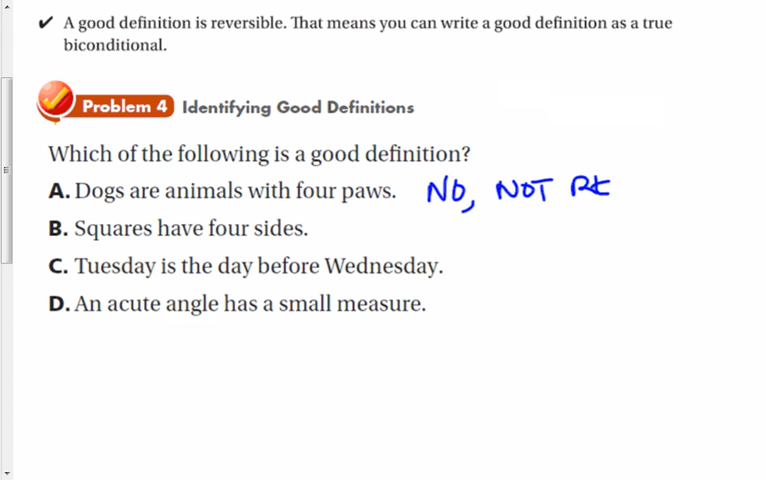 ✔ A good definition is reversible. That means you can write a good definition as a true
biconditional.
Problem 4 Identifying Good Definitions
Which of the following is a good definition?
A. Dogs are animals with four paws. NO, NOT RE
B. Squares have four sides.
C. Tuesday is the day before Wednesday.
D. An acute angle has a small measure.